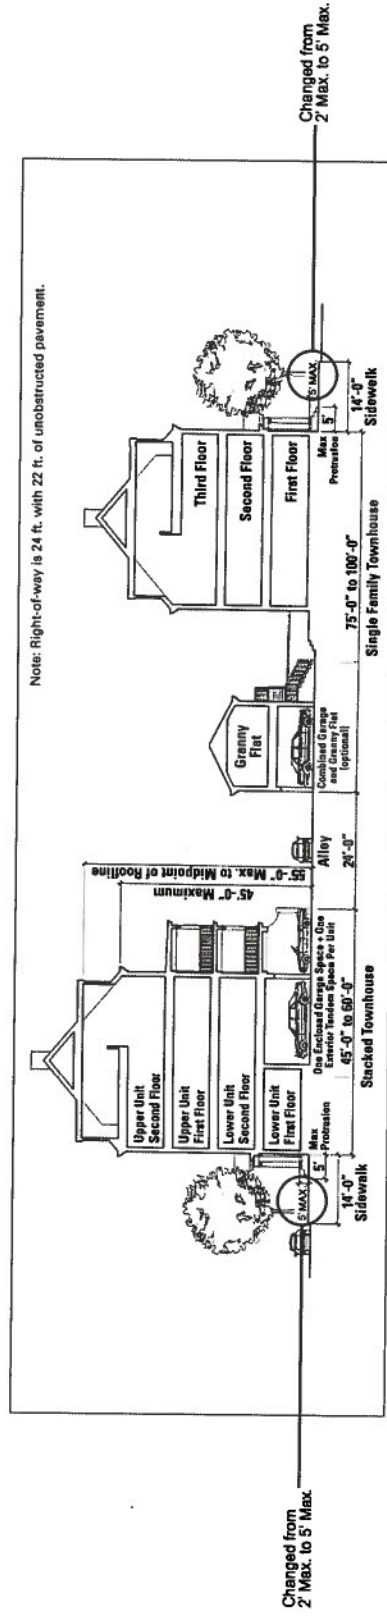 Note: Right-of-way is 24 ft. with 22 ft. of unobstructed pavement.
Changed from
2' Max. to 5' Max.
5' MAX.
14'-0"
Sidewalk
5'
Max
Protrusion
Upper Unit
Second Floor
Upper Unit
First Floor
Lower Unit
Second Floor
Lower Unit
First Floor
One Enclosed Garage Space + One
Exterior Tandem Space Per Unit
45'-0" to 60'-0"
Stacked Townhouse
45'-0" Maximum
55'-0" Max. to Midpoint of Roofline
Alley
24'-0"
Granny
Flat
Combined Garage
and Granny Flat
(optional)
75'-0" to 100'-0"
Single Family Townhouse
Third Floor
Second Floor
First Floor
Max
Protrusion
5'
5' MAX.
14'-0"
Sidewalk
Changed from
2' Max. to 5' Max.